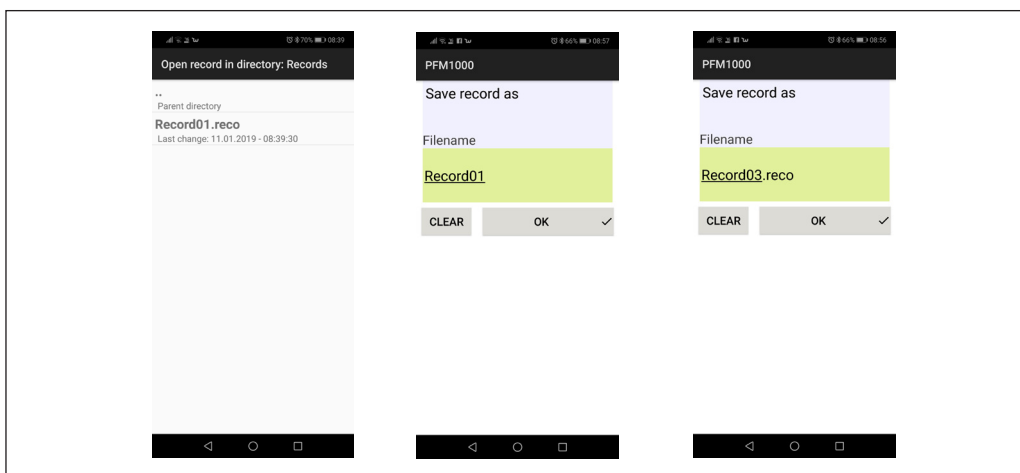 70% 08:39
Open record in directory: Records
..
Parent directory
Record01.reco
Last change: 11.01.2019 - 08:39:30
66% 08:57
PFM1000
Save record as
Filename
Record01
CLEAR OK
66% 08:56
PFM1000
Save record as
Filename
Record03.reco
CLEAR OK